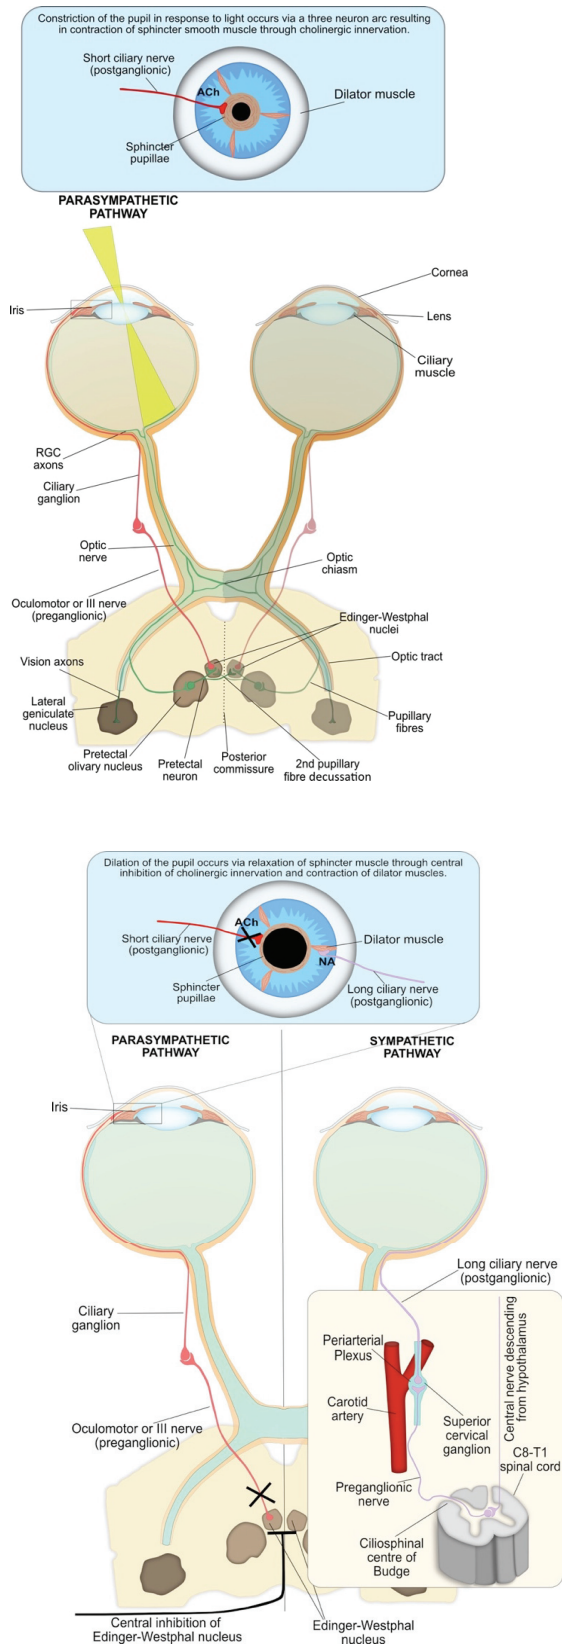 Constriction of the pupil in response to light occurs via a three neuron arc resulting
in contraction of sphincter smooth muscle through cholinergic innervation.
Short ciliary nerve
(postganglionic)
ACh
Dilator muscle
Sphincter
pupillae
PARASYMPATHETIC
PATHWAY
Cornea
Iris
Lens
Ciliary
muscle
RGC
axons
Ciliary
ganglion
Optic
nerve
Optic
chiasm
Oculomotor or III nerve
(preganglionic)
Edinger-Westphal
nuclei
Vision axons
Optic tract
Lateral
geniculate
nucleus
Pupillary
fibres
Pretectal
olivary nucleus
Pretectal
neuron
Posterior
commissure
2nd pupillary
fibre decussation
Dilation of the pupil occurs via relaxation of sphincter muscle through central
inhibition of cholinergic innervation and contraction of dilator muscles.
ACh
Short ciliary nerve
(postganglionic)
Dilator muscle
NA
Sphincter
pupillae
Long ciliary nerve
(postganglionic)
PARASYMPATHETIC
PATHWAY
SYMPATHETIC
PATHWAY
Iris
Long ciliary nerve
(postganglionic)
Ciliary
ganglion
Periarterial
Plexus
Central nerve descending
from hypothalamus
Carotid
artery
Superior
cervical
ganglion
Oculomotor or III nerve
(preganglionic)
C8-T1
spinal cord
Preganglionic
nerve
Ciliosphinal
centre of
Budge
Central inhibition of
Edinger-Westphal nucleus
Edinger-Westphal
nucleus